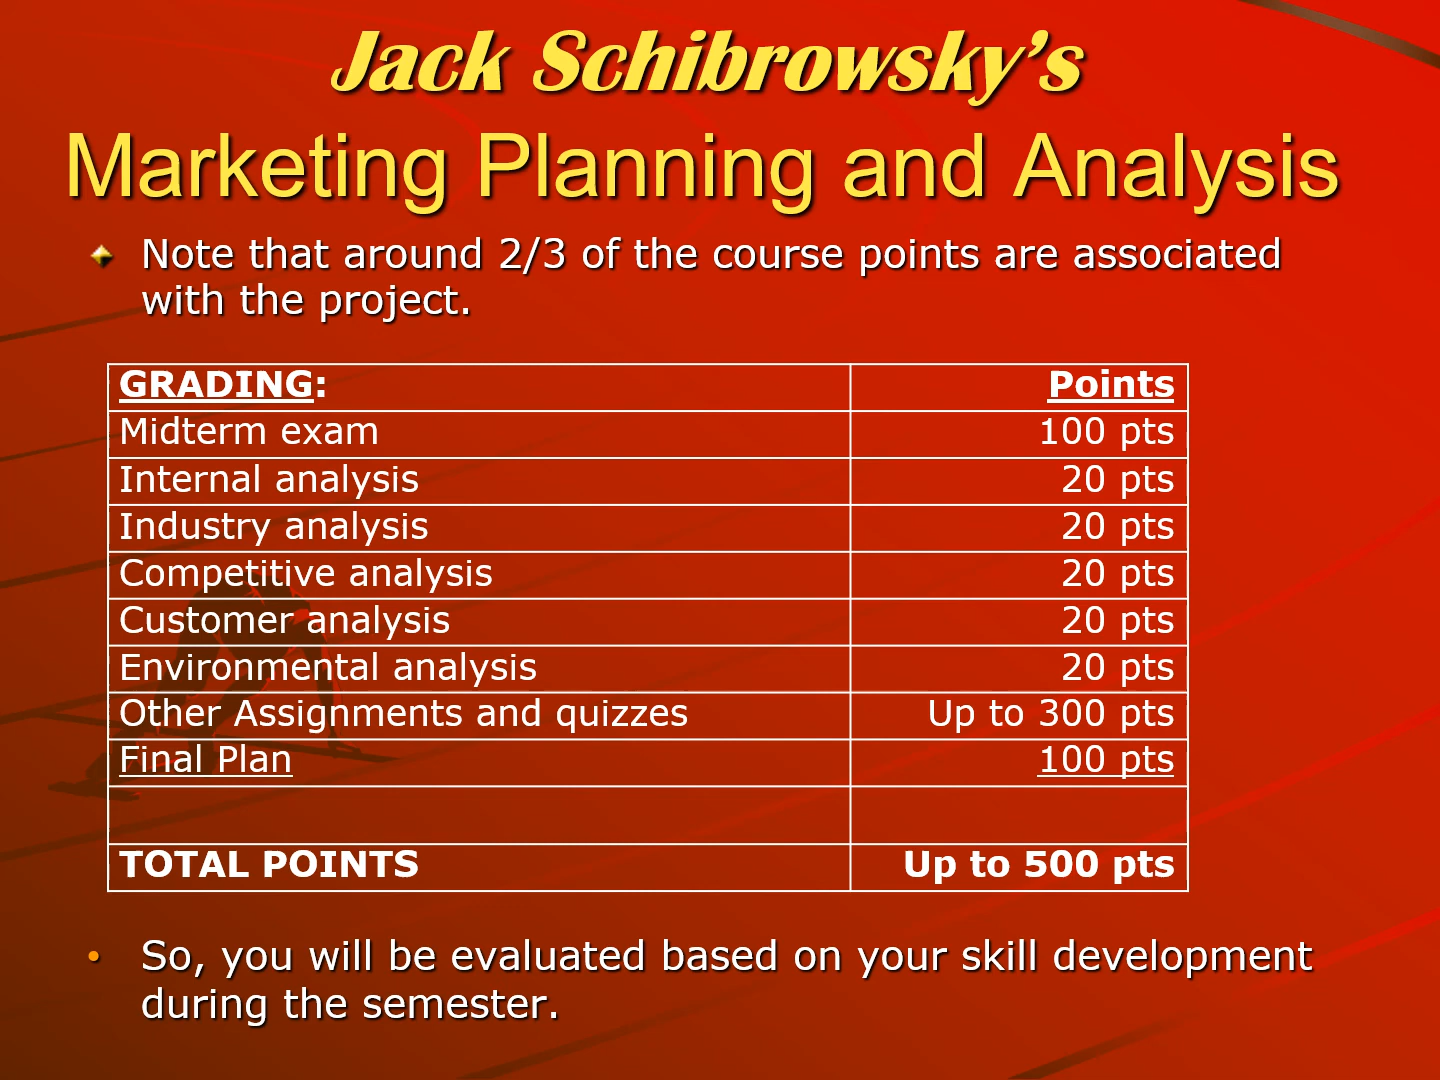 Jack Schibrowsky's
Marketing Planning and Analysis
Note that around 2/3 of the course points are associated
with the project.
GRADING: Points
Midterm exam 100 pts
Internal analysis 20 pts
Industry analysis 20 pts
Competitive analysis 20 pts
Customer analysis 20 pts
Environmental analysis 20 pts
Other Assignments and quizzes Up to 300 pts
Final Plan 100 pts
TOTAL POINTS Up to 500 pts
• So, you will be evaluated based on your skill development
during the semester.